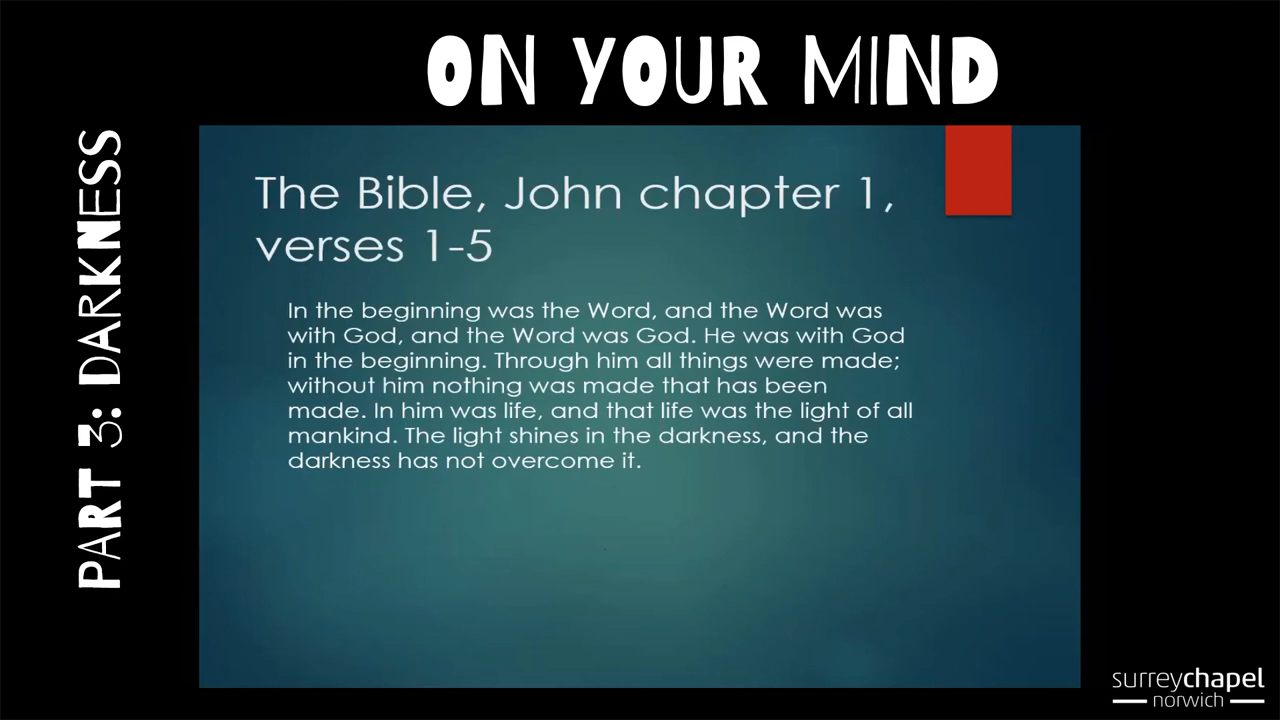 ON YOUR MIND
PART 3: DARKNESS
The Bible, John chapter 1,
verses 1-5
In the beginning was the Word, and the Word was
with God, and the Word was God. He was with God
in the beginning. Through him all things were made;
without him nothing was made that has been
made. In him was life, and that life was the light of all
mankind. The light shines in the darkness, and the
darkness has not overcome it.
surreychapel
norwich